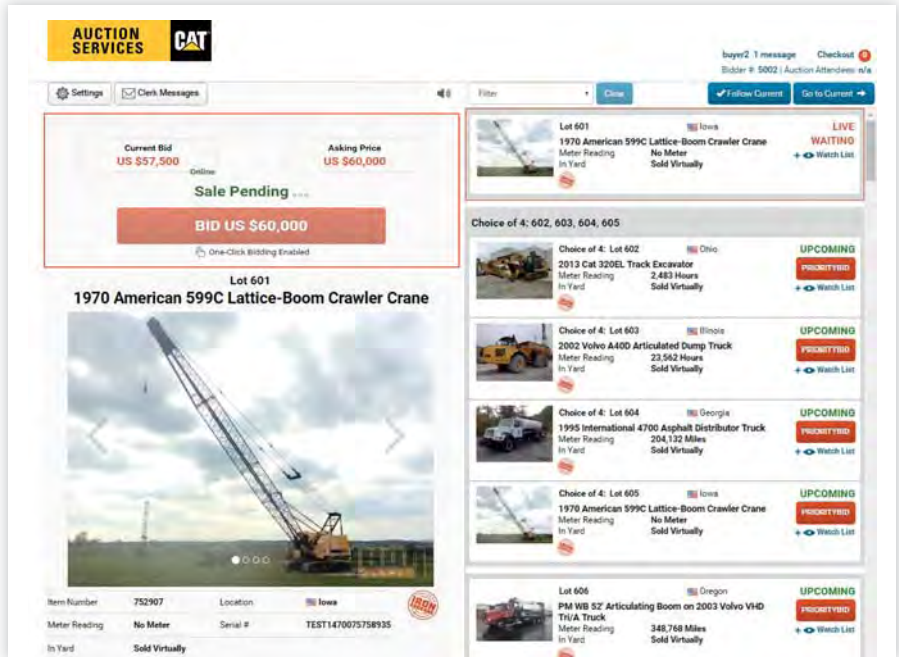 AUCTION
SERVICES
CAT
buyer2 1 message Checkout 0
Bidder #: 5002 | Auction Attendees: n/a
Settings
Clerk Messages
Filter
Clear
Follow Current
Go to Current
Current Bid
US $57,500
Asking Price
US $60,000
Online
Sale Pending ...
BID US $60,000
One-Click Bidding Enabled
Lot 601
1970 American 599C Lattice-Boom Crawler Crane
Item Number 752907 Location Iowa
Meter Reading No Meter Serial # TEST1470075758935
In Yard Sold Virtually
IRON
Lot 601 Iowa LIVE
1970 American 599C Lattice-Boom Crawler Crane WAITING
Meter Reading No Meter + Watch List
In Yard Sold Virtually
Choice of 4: 602, 603, 604, 605
Choice of 4: Lot 602 Ohio UPCOMING
2013 Cat 320EL Track Excavator PRIORITYBID
Meter Reading 2,483 Hours + Watch List
In Yard Sold Virtually
Choice of 4: Lot 603 Illinois UPCOMING
2002 Volvo A40D Articulated Dump Truck PRIORITYBID
Meter Reading 23,562 Hours + Watch List
In Yard Sold Virtually
Choice of 4: Lot 604 Georgia UPCOMING
1995 International 4700 Asphalt Distributor Truck PRIORITYBID
Meter Reading 204,132 Miles + Watch List
In Yard Sold Virtually
Choice of 4: Lot 605 Iowa UPCOMING
1970 American 599C Lattice-Boom Crawler Crane PRIORITYBID
Meter Reading No Meter + Watch List
In Yard Sold Virtually
Lot 606 Oregon UPCOMING
PM WB 52' Articulating Boom on 2003 Volvo VHD
Tri/A Truck PRIORITYBID
Meter Reading 348,768 Miles + Watch List
In Yard Sold Virtually